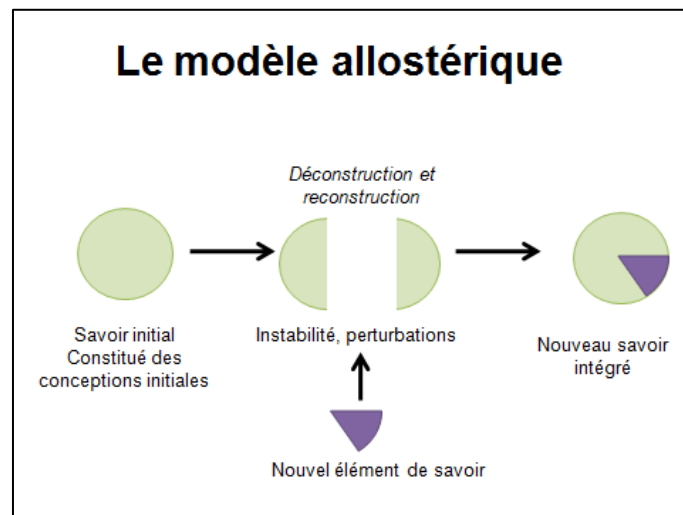 Le modèle allostérique
Déconstruction et
reconstruction
Savoir initial
Constitué des
conceptions initiales
Instabilité, perturbations
Nouveau savoir
intégré
Nouvel élément de savoir